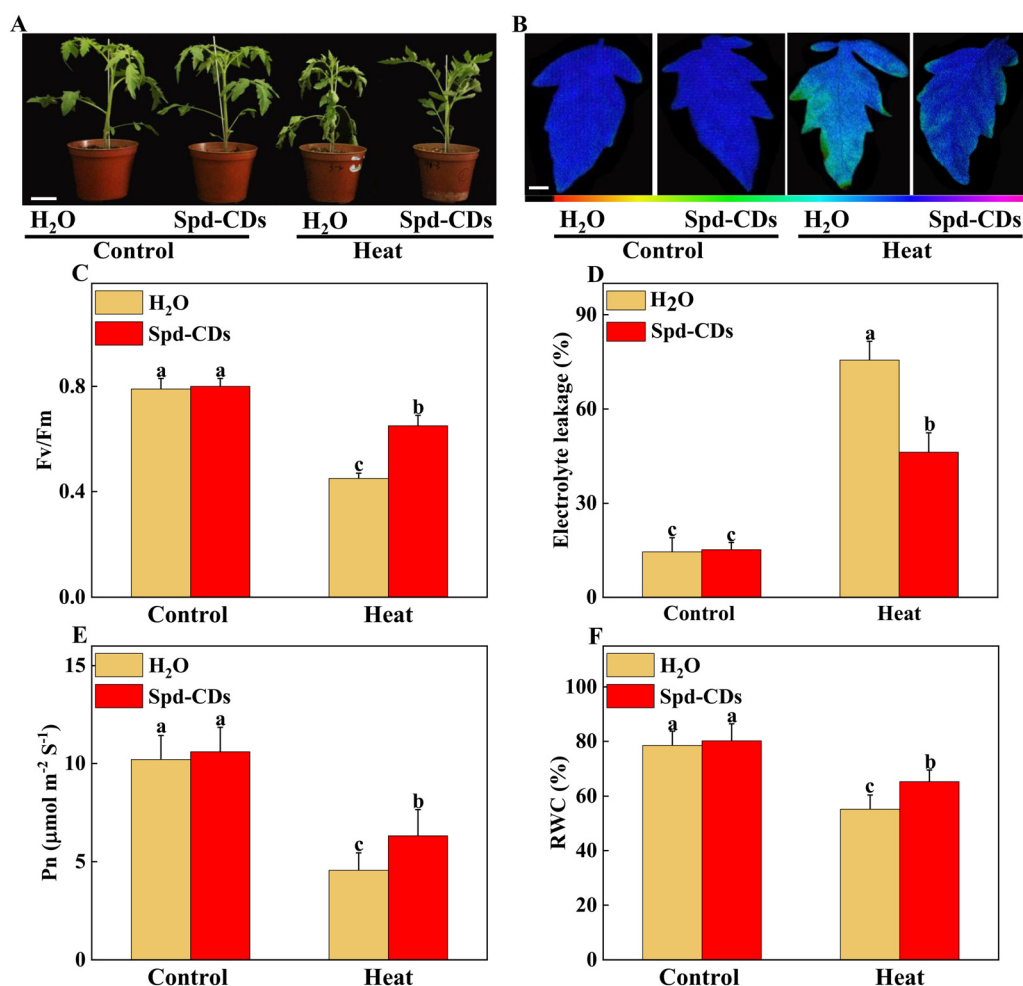 A
H₂O Spd-CDs H₂O Spd-CDs
Control Heat
B
H₂O Spd-CDs H₂O Spd-CDs
Control Heat
C
H₂O
Spd-CDs
Fv/Fm
0.8
0.4
0.0
a a
c b
Control Heat
D
H2O
Spd-CDs
Electrolyte leakage (%)
90
60
30
0
c c
a b
Control Heat
E
H₂O
Spd-CDs
Pn (μmol m⁻² S⁻¹)
15
10
5
0
a a
c b
Control Heat
F
H₂O
Spd-CDs
RWC (%)
100
80
60
40
20
0
a a
c b
Control Heat